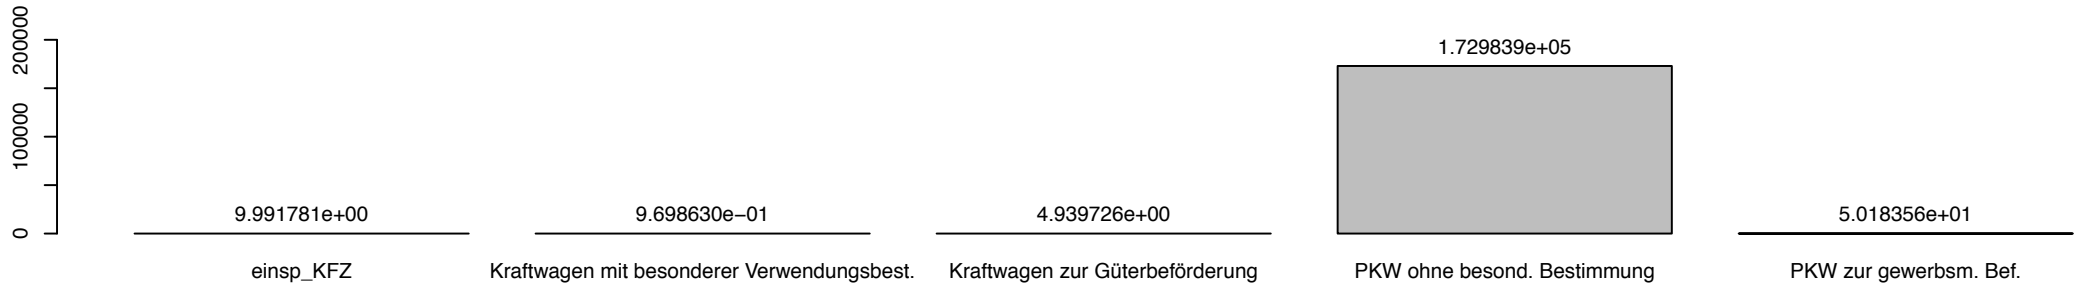 200000
100000
0
1.729839e+05
9.991781e+00
9.698630e−01
4.939726e+00
5.018356e+01
einsp_KFZ
Kraftwagen mit besonderer Verwendungsbest.
Kraftwagen zur Güterbeförderung
PKW ohne besond. Bestimmung
PKW zur gewerbsm. Bef.